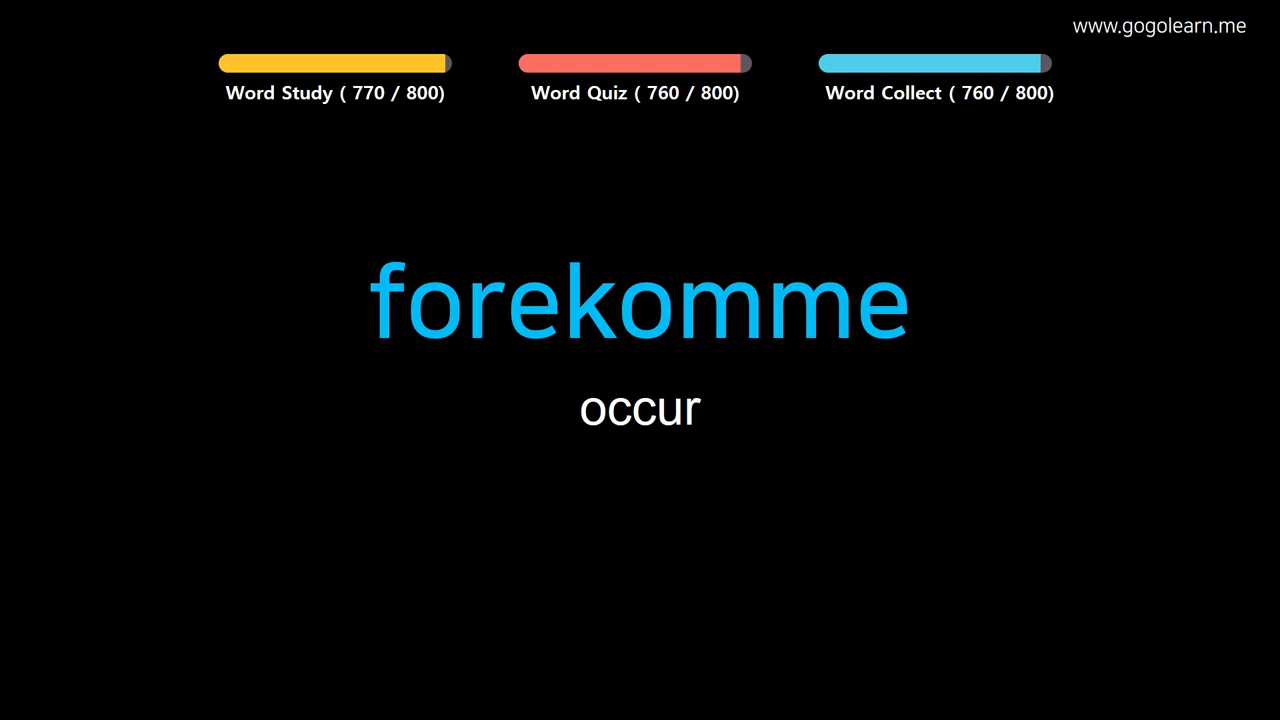 www.gogolearn.me
Word Study ( 770 / 800)
Word Quiz ( 760 / 800)
Word Collect ( 760 / 800)
forekomme
occur